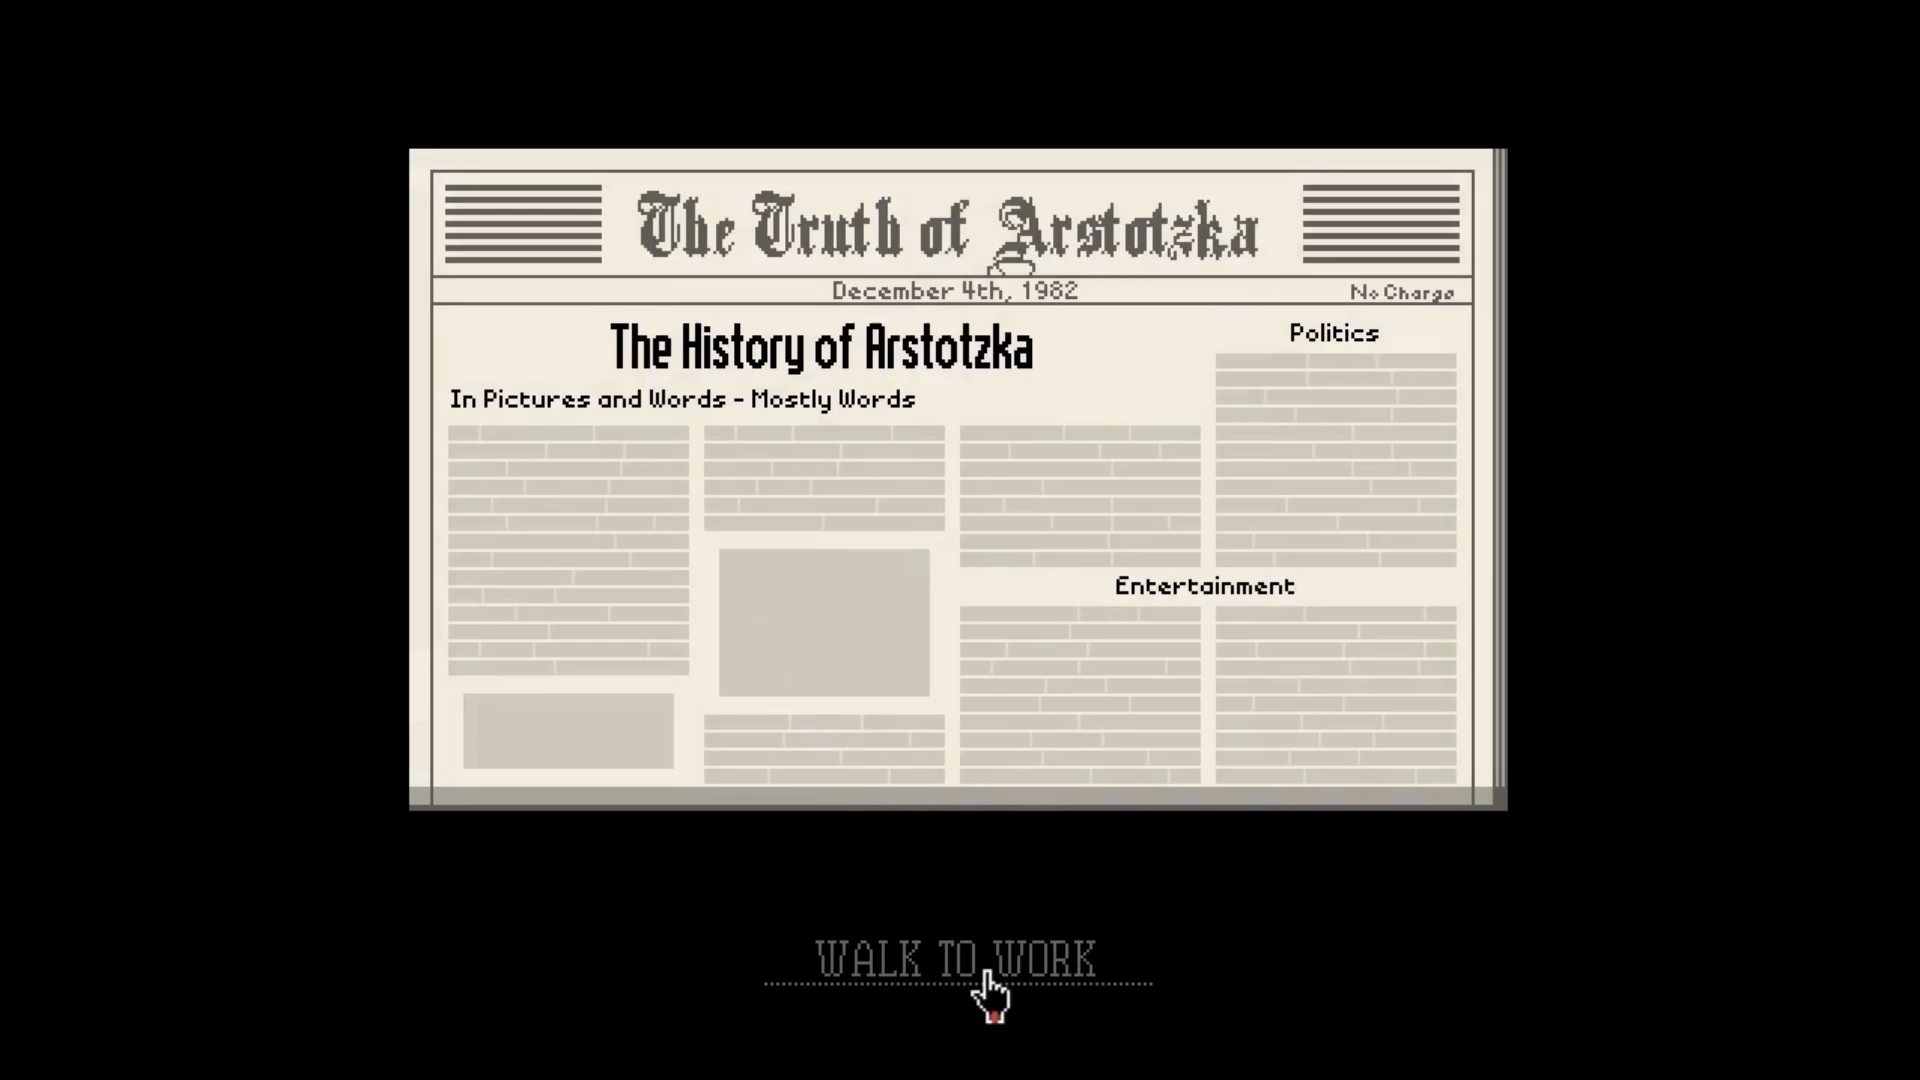 The Truth of Arstotzka
December 4th, 1982
No Charge
The History of Arstotzka
In Pictures and Words - Mostly Words
Politics
Entertainment
WALK TO WORK